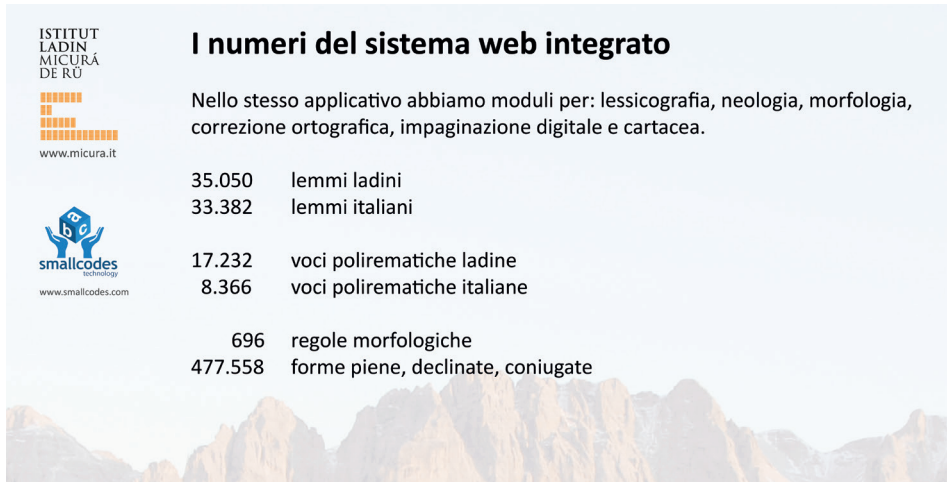 ISTITUT
LADIN
MICURÁ
DE RÜ
www.micura.it
abc
smallcodes
technology
www.smallcodes.com
I numeri del sistema web integrato
Nello stesso applicativo abbiamo moduli per: lessicografia, neologia, morfologia,
correzione ortografica, impaginazione digitale e cartacea.
35.050 lemmi ladini
33.382 lemmi italiani
17.232 voci polirematiche ladine
8.366 voci polirematiche italiane
696 regole morfologiche
477.558 forme piene, declinate, coniugate